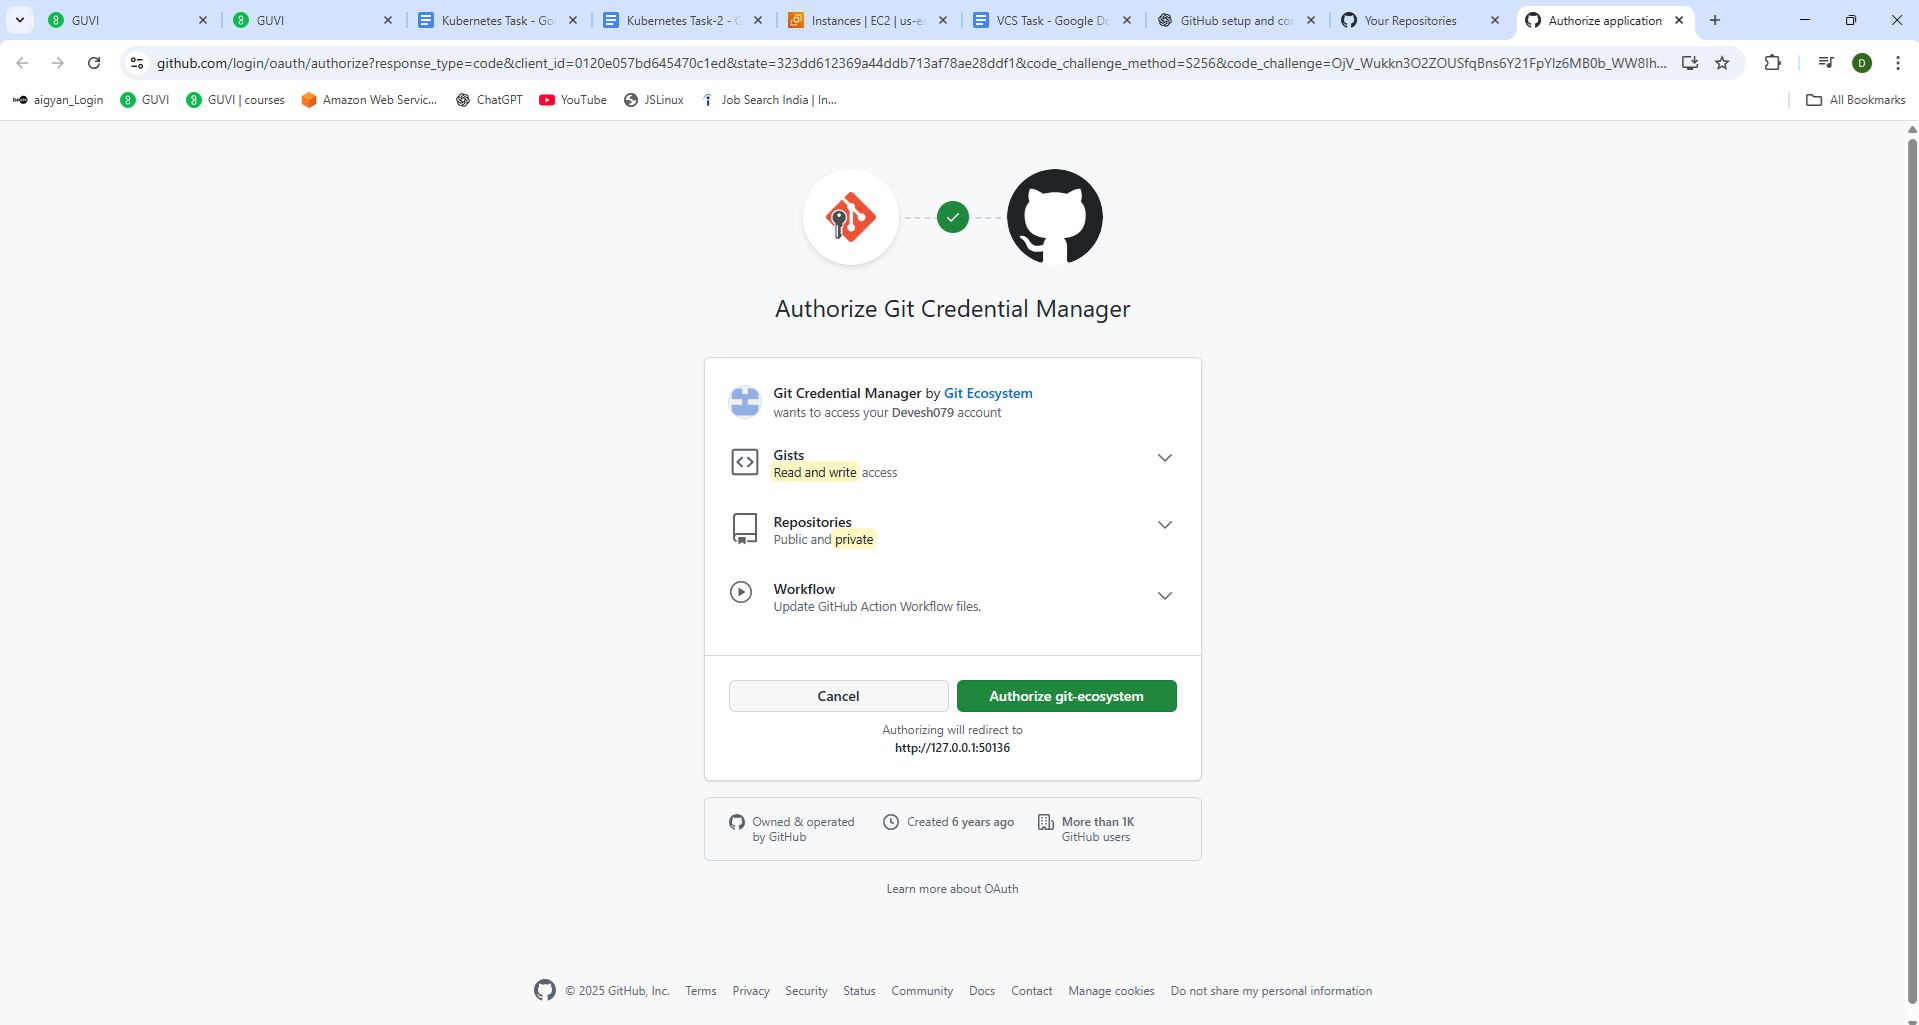 GUVI
GUVI
Kubernetes Task - Go
Kubernetes Task-2 - G
Instances | EC2 | us-ea
VCS Task - Google Do
GitHub setup and cor
Your Repositories
Authorize application
github.com/login/oauth/authorize?response_type=code&client_id=0120e057bd645470c1ed&state=323dd612369a44ddb713af78ae28ddf1&code_challenge_method=S256&code_challenge=OjV_Wukkn3O2ZOUSfqBns6Y21FpYlz6MB0b_WW8lh...
D
aigyan_Login
GUVI
GUVI | courses
Amazon Web Servic...
ChatGPT
YouTube
JSLinux
Job Search India | In...
All Bookmarks
Authorize Git Credential Manager
Git Credential Manager by Git Ecosystem
wants to access your Devesh079 account
Gists
Read and write access
Repositories
Public and private
Workflow
Update GitHub Action Workflow files.
Cancel
Authorize git-ecosystem
Authorizing will redirect to
http://127.0.0.1:50136
Owned & operated
by GitHub
Created 6 years ago
More than 1K
GitHub users
Learn more about OAuth
© 2025 GitHub, Inc.
Terms
Privacy
Security
Status
Community
Docs
Contact
Manage cookies
Do not share my personal information